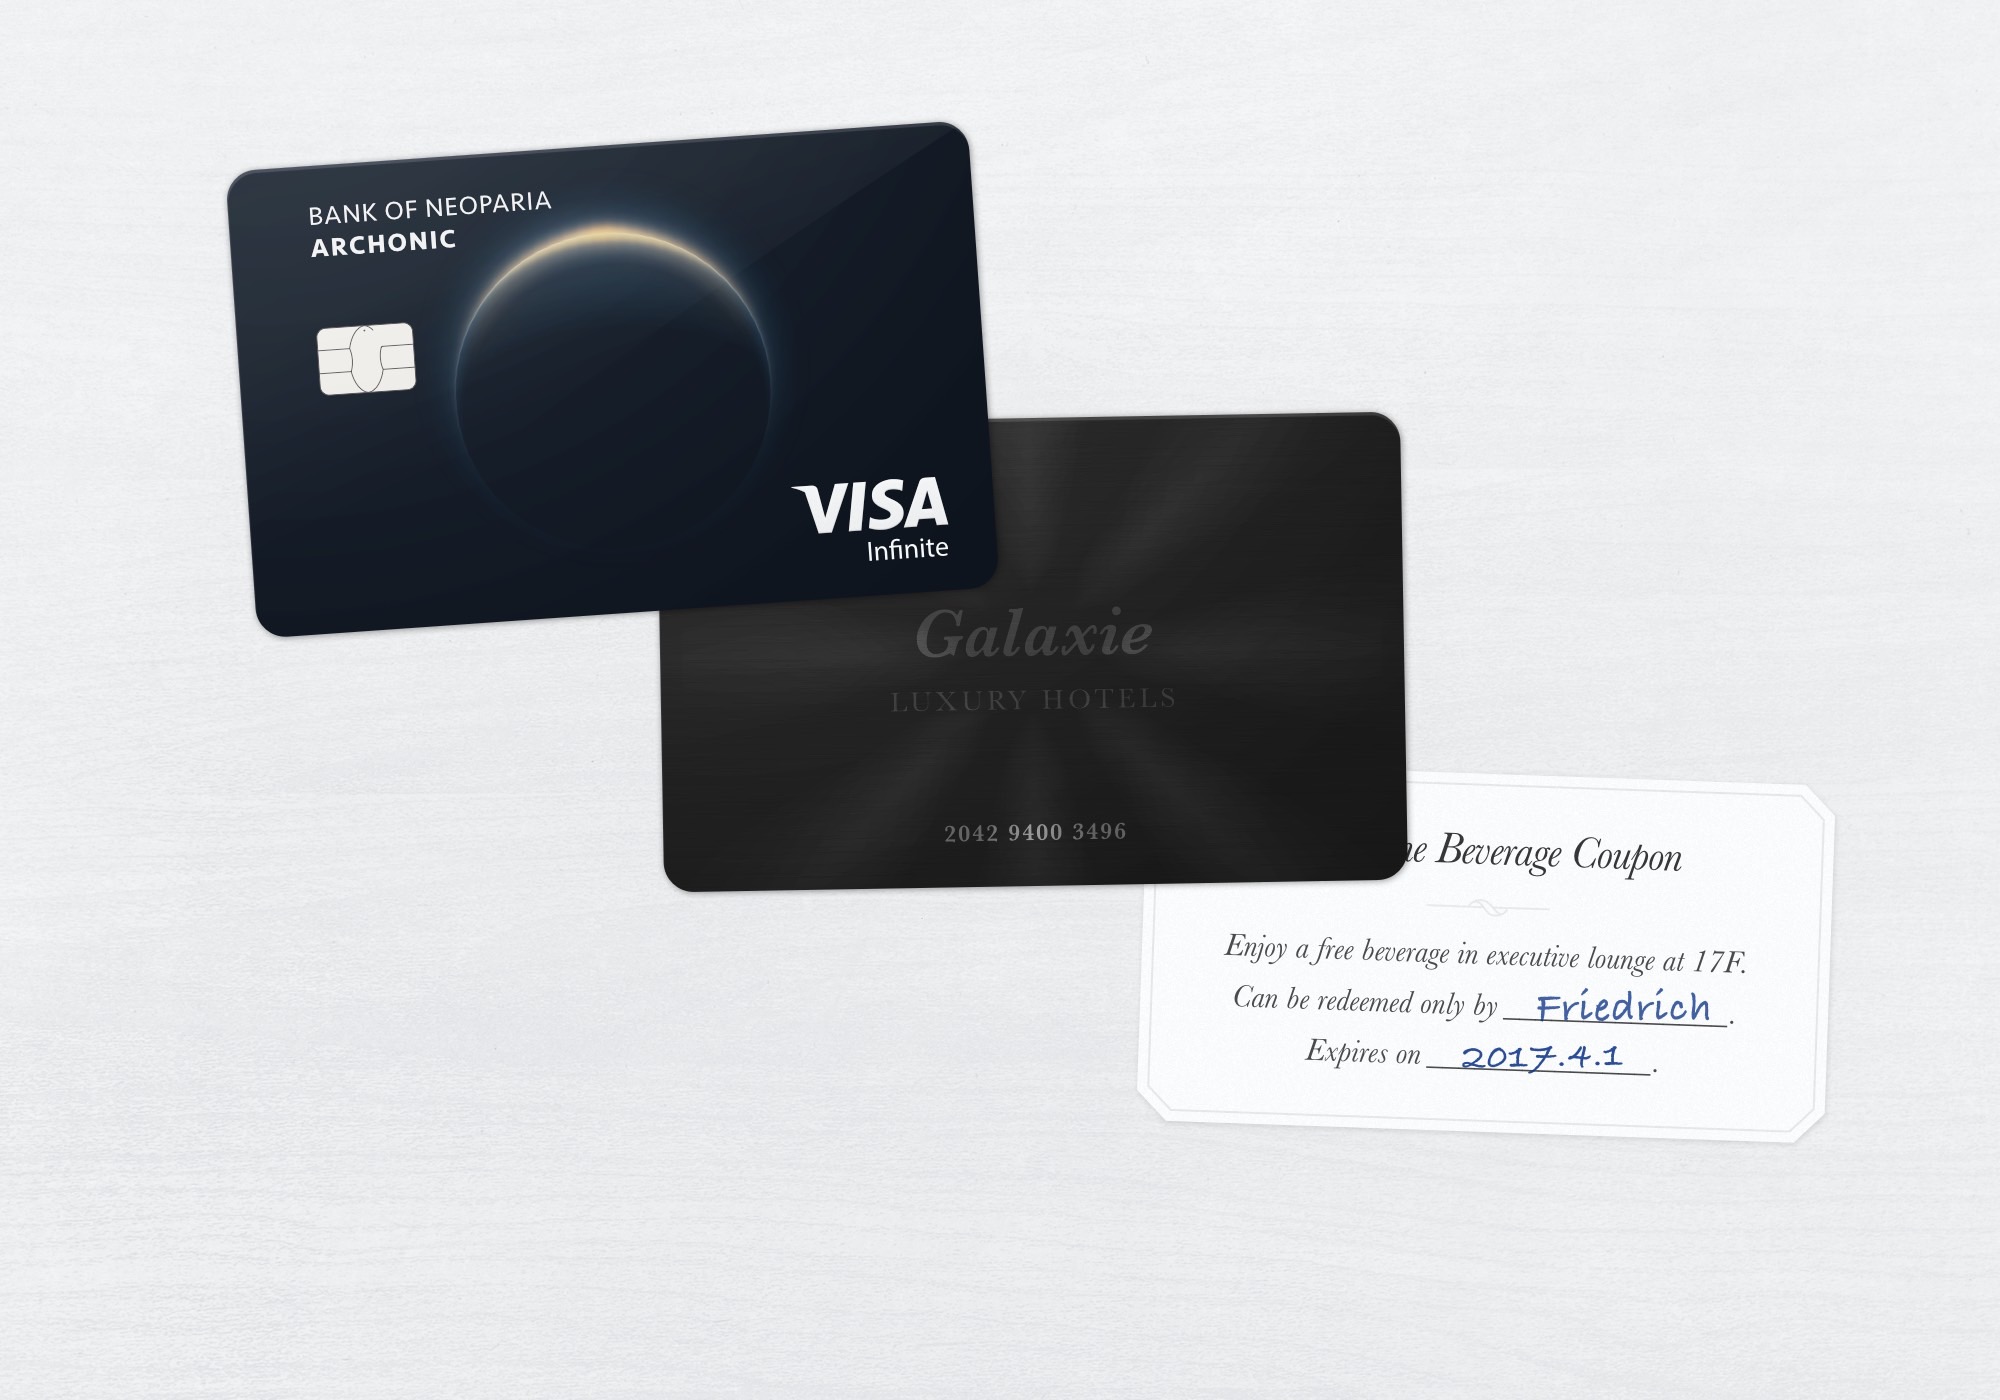 BANK OF NEOPARIA
ARCHONIC
VISA
Infinite
Galaxie
LUXURY HOTELS
2042 9400 3496
Beverage Coupon
Enjoy a free beverage in executive lounge at 17F.
Can be redeemed only by Friedrich.
Expires on 2017.4.1.